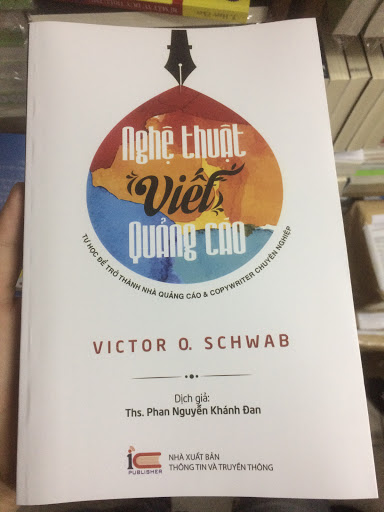 Nghệ thuật
Viết
QUẢNG CÁO
TỰ HỌC ĐỂ TRỞ THÀNH NHÀ QUẢNG CÁO & COPYWRITER CHUYÊN NGHIỆP
VICTOR O. SCHWAB
Dịch giả:
Ths. Phan Nguyễn Khánh Đan
iC
PUBLISHER
NHÀ XUẤT BẢN
THÔNG TIN VÀ TRUYỀN THÔNG